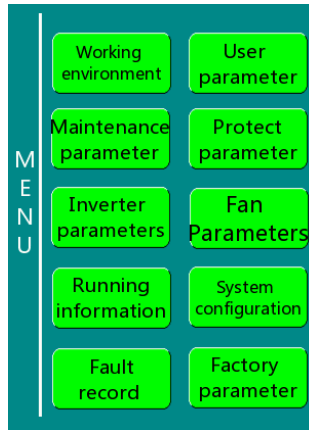 MENU
Working
environment
User
parameter
Maintenance
parameter
Protect
parameter
Inverter
parameters
Fan
Parameters
Running
information
System
configuration
Fault
record
Factory
parameter